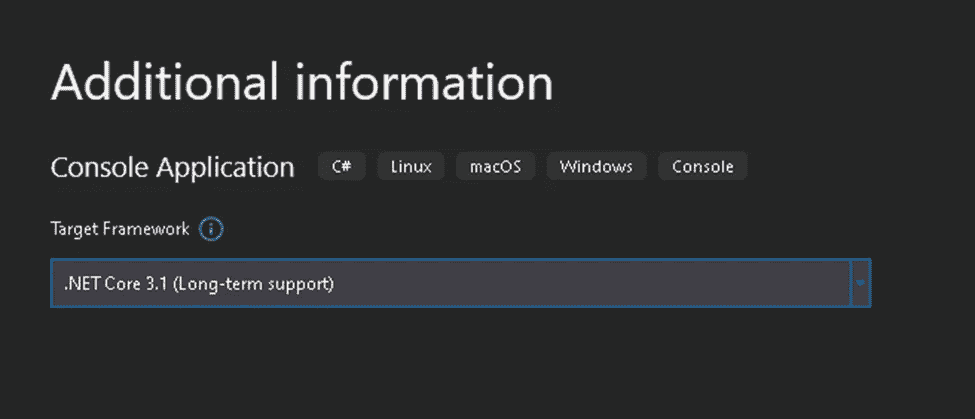 Additional information
Console Application C# Linux macOS Windows Console
Target Framework
.NET Core 3.1 (Long-term support)